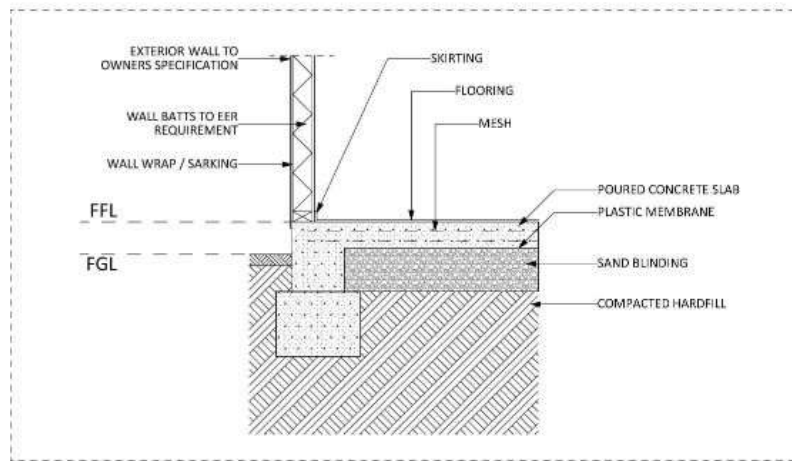 EXTERIOR WALL TO
OWNERS SPECIFICATION
SKIRTING
FLOORING
WALL BATTS TO EER
REQUIREMENT
MESH
WALL WRAP / SARKING
POURED CONCRETE SLAB
FFL
PLASTIC MEMBRANE
SAND BLINDING
FGL
COMPACTED HARDFILL